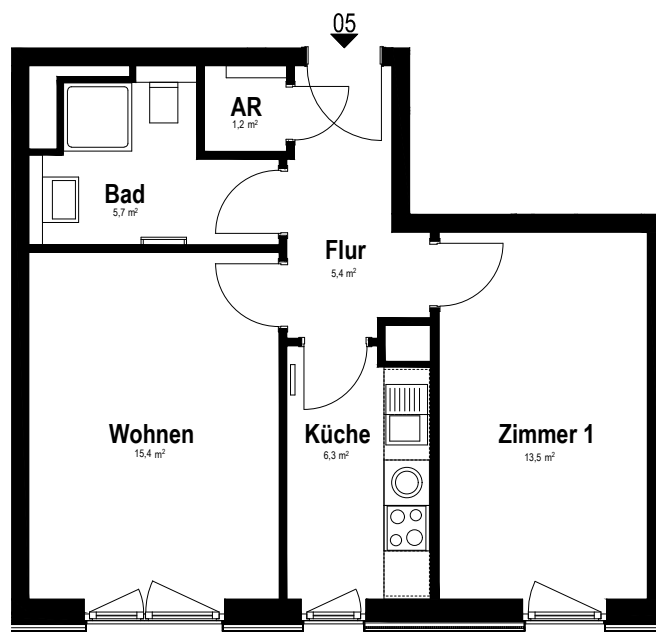 05
AR
1,2 m²
Bad
5,7 m²
Flur
5,4 m²
Wohnen
15,4 m²
Küche
6,3 m²
Zimmer 1
13,5 m²